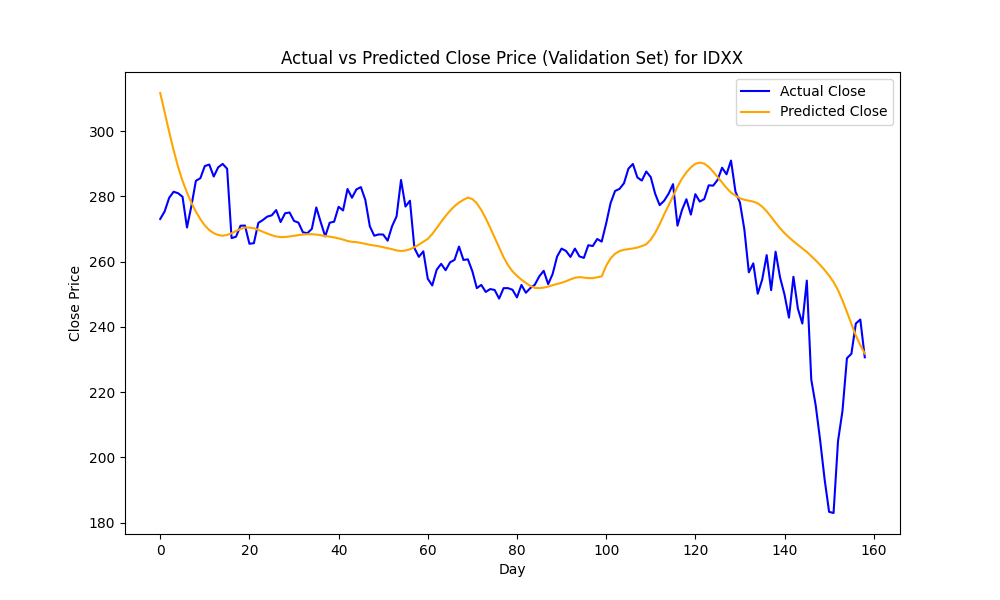 Actual vs Predicted Close Price (Validation Set) for IDXX
Actual Close
Predicted Close
Close Price
300
280
260
240
220
200
180
0 20 40 60 80 100 120 140 160
Day